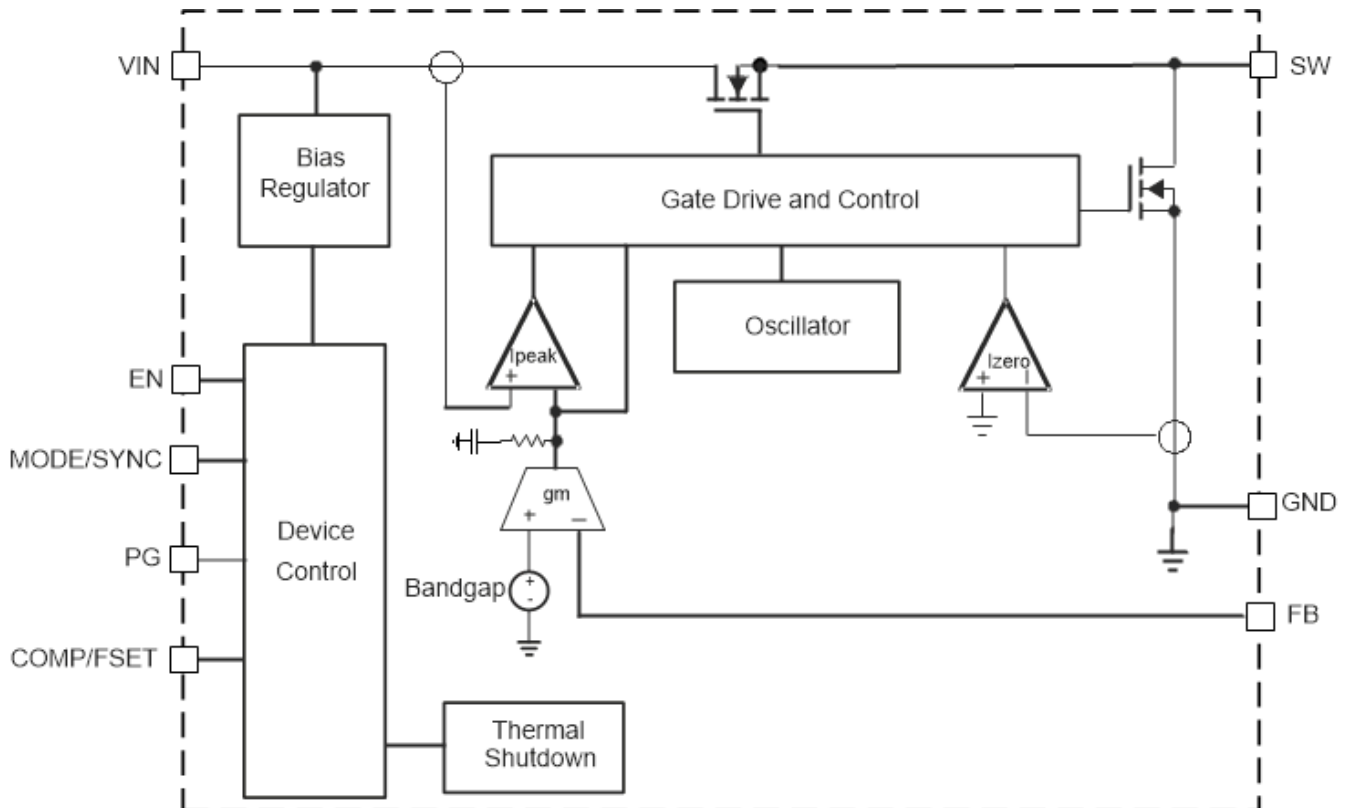 VIN
SW
Bias
Regulator
Gate Drive and Control
Ipeak
+
Oscillator
Izero
+
–
EN
MODE/SYNC
gm
+
–
GND
Device
Control
PG
Bandgap
+
-
FB
COMP/FSET
Thermal
Shutdown